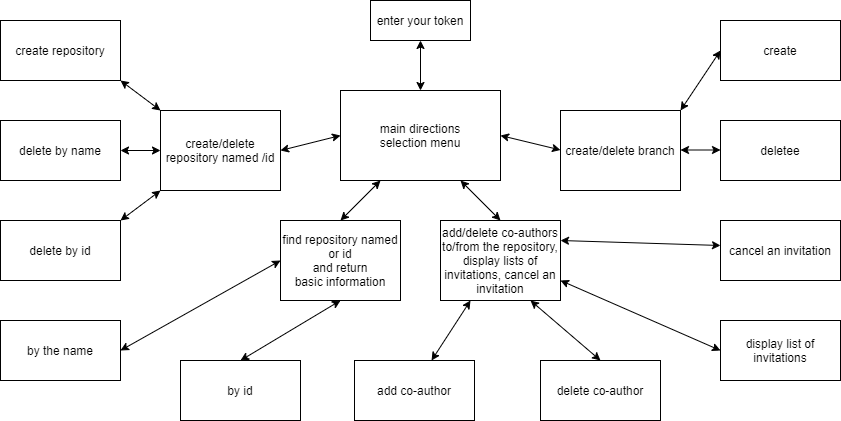 enter your token
create repository
create
main directions
selection menu
delete by name
create/delete
repository named /id
create/delete branch
deletee
delete by id
find repository named
or id
and return
basic information
add/delete co-authors
to/from the repository,
display lists of
invitations, cancel an
invitation
cancel an invitation
by the name
display list of
invitations
by id
add co-author
delete co-author